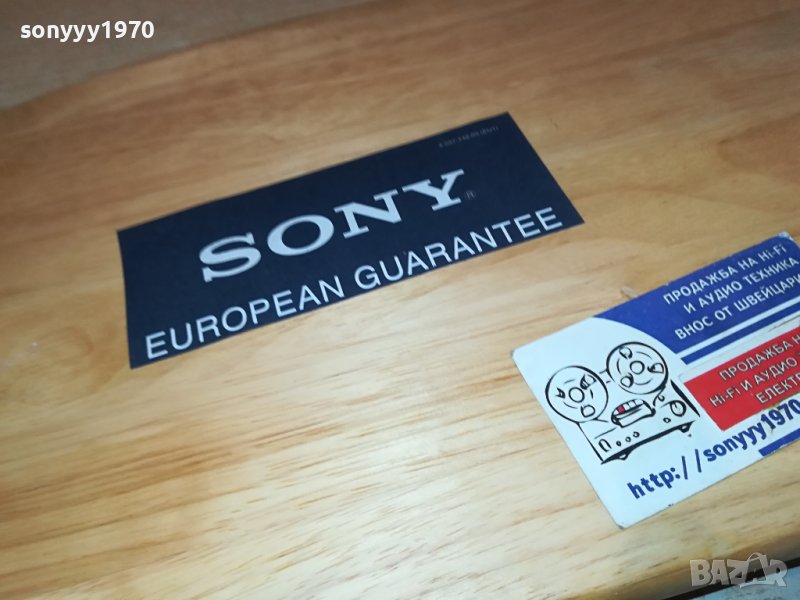 sonyyy1970
SONY
EUROPEAN GUARANTEE
ПРОДАЖБА НА Hi-Fi
И АУДИО ТЕХНИКА
ВНОС ОТ ШВЕЙЦАРИ
ПРОДАЖБА Н
Hi-Fi И АУДИО
ЕЛЕКТ
http://sonyyy1970
BAZAR